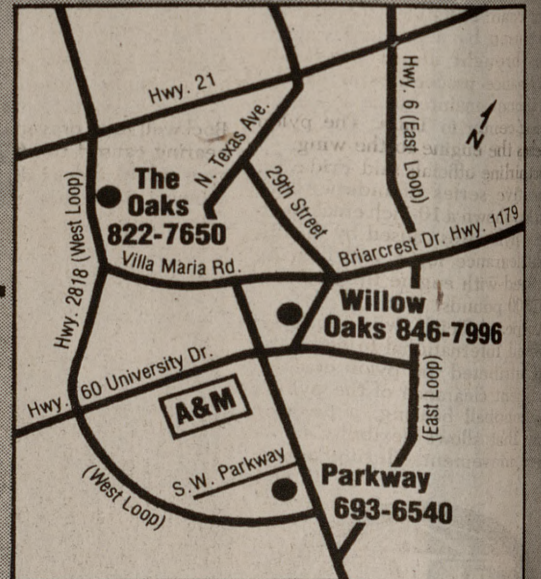 Hwy. 21
N. Texas Ave.
Hwy. 6 (East Loop)
N
The
Oaks
822-7650
29th Street
Hwy. 2818 (West Loop)
Villa Maria Rd.
Briarcrest Dr. Hwy. 1179
Willow
Oaks 846-7996
Hwy. 60 University Dr.
A&M
(East Loop)
S.W. Parkway
(West Loop)
Parkway
693-6540